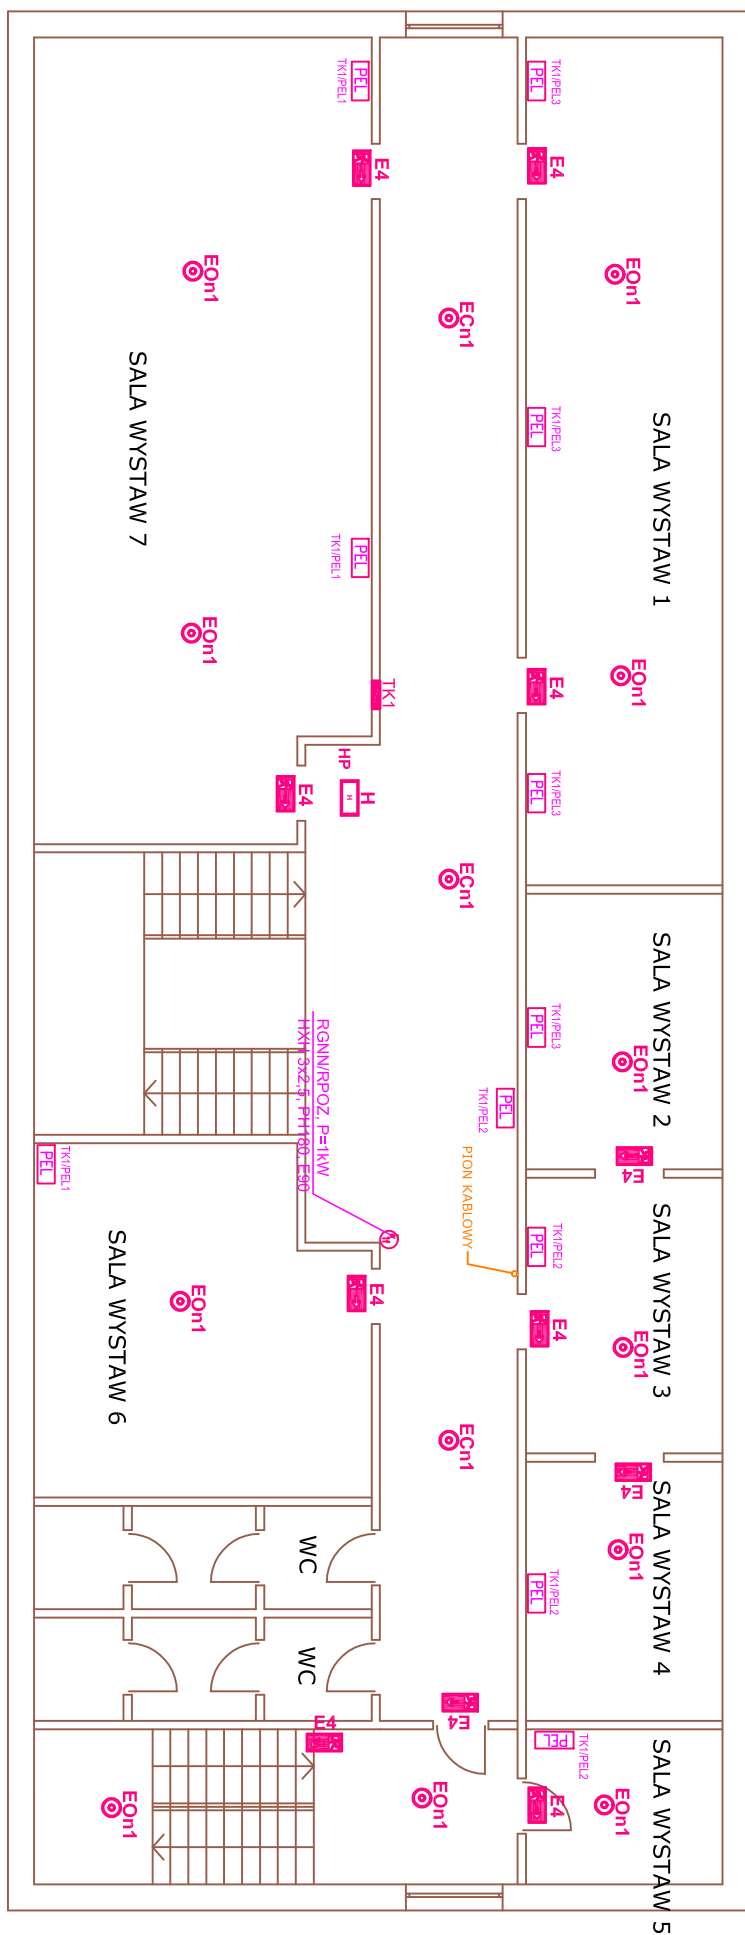 PEL
TK1/PEL1
PEL
TK1/PEL3
E4
E4
EOn1
EOn1
ECn1
SALA WYSTAW 7
SALA WYSTAW 1
PEL
TK1/PEL3
PEL
TK1/PEL1
EOn1
EOn1
E4
TK1
HP
H
H
E4
PEL
TK1/PEL3
ECn1
SALA WYSTAW 2
EOn1
PEL
TK1/PEL3
RGNN/RPOZ, P=1kW
HXH 3x2,5, PH180, E90
PEL
TK1/PEL2
PION KABLOWY
E4
PEL
TK1/PEL1
SALA WYSTAW 6
EOn1
E4
PEL
TK1/PEL2
E4
SALA WYSTAW 3
EOn1
ECn1
E4
SALA WYSTAW 4
EOn1
WC
PEL
TK1/PEL2
WC
E4
E4
PEL
TK1/PEL2
EOn1
EOn1
E4
EOn1
SALA WYSTAW 5